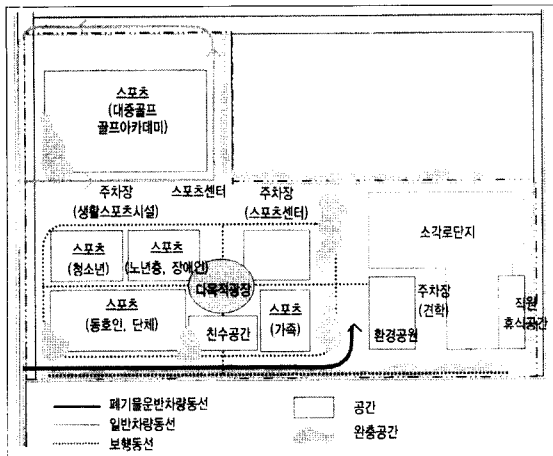 스포츠
(대중골프
골프아카데미)
주차장
(생활스포츠시설)
스포츠센터
주차장
(스포츠센터)
소각로단지
스포츠
(청소년)
스포츠
(노년층, 장애인)
다목적광장
스포츠
(동호인, 단체)
친수공간
스포츠
(가족)
환경공원
주차장
(견학)
직원
휴식공간
폐기물운반차량동선
일반차량동선
보행동선
공간
완충공간